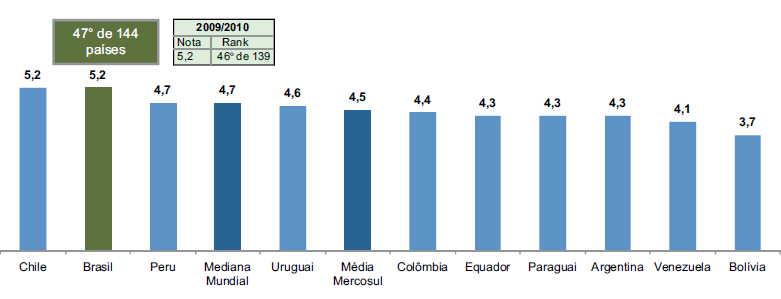 47º de 144
países
2009/2010
Nota Rank
5,2 46º de 139
5,2 5,2 4,7 4,7 4,6 4,5 4,4 4,3 4,3 4,3 4,1 3,7
Chile Brasil Peru Mediana Uruguai Média Colômbia Equador Paraguai Argentina Venezuela Bolívia
Mundial Mercosul